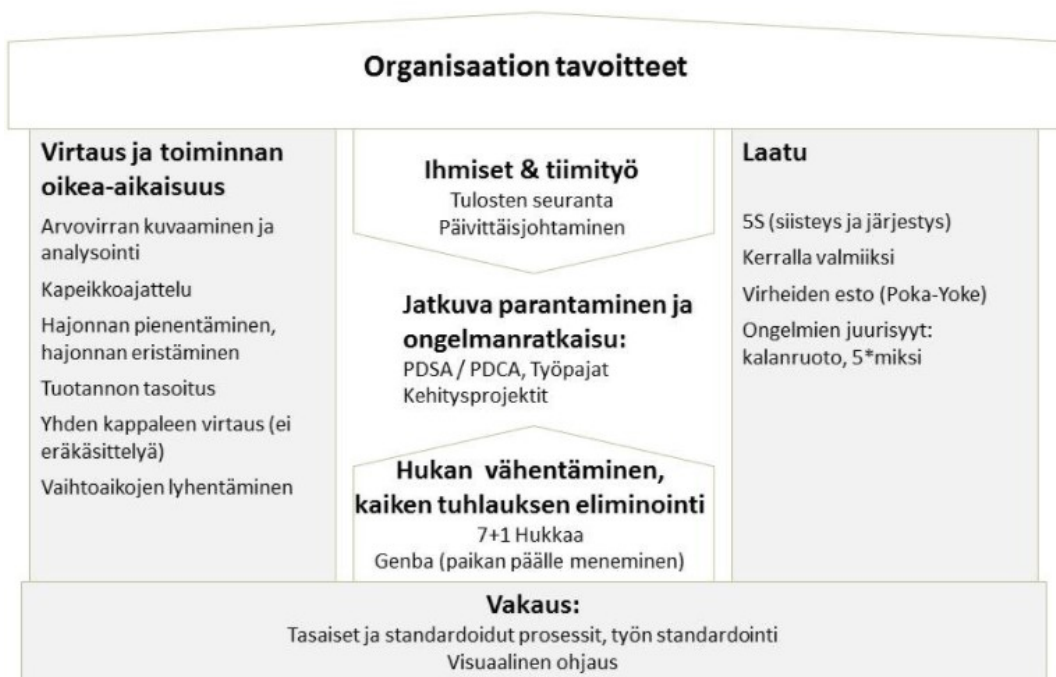 Organisaation tavoitteet
Virtaus ja toiminnan
oikea-aikaisuus
Arvovirran kuvaaminen ja
analysointi
Kapeikkoajattelu
Hajonnan pienentäminen,
hajonnan eristäminen
Tuotannon tasoitus
Yhden kappaleen virtaus (ei
eräkäsittelyä)
Vaihtoaikojen lyhentäminen
Ihmiset & tiimityö
Tulosten seuranta
Päivittäisjohtaminen
Jatkuva parantaminen ja
ongelmanratkaisu:
PDSA / PDCA, Työpajat
Kehitysprojektit
Hukan vähentäminen,
kaiken tuhlauksen eliminointi
7+1 Hukkaa
Genba (paikan päälle meneminen)
Laatu
5S (siisteys ja järjestys)
Kerralla valmiiksi
Virheiden esto (Poka-Yoke)
Ongelmien juurisyyt:
kalanruoto, 5*miksi
Vakaus:
Tasaiset ja standardoidut prosessit, työn standardointi
Visuaalinen ohjaus